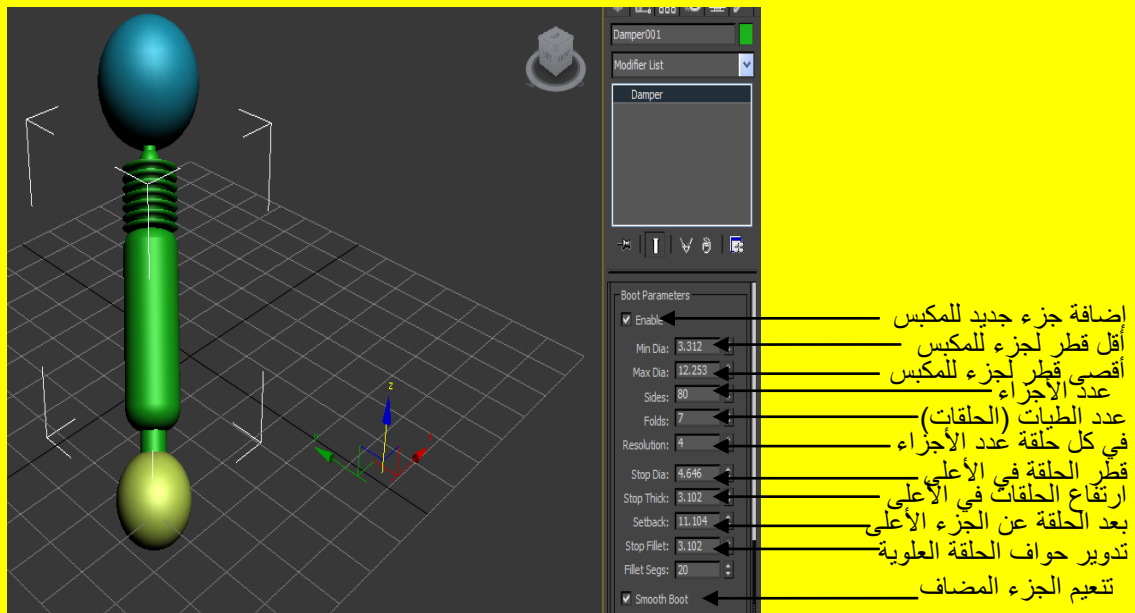 Damper001
Modifier List
Damper
Boot Parameters
Enable
Min Dia: 3.312
Max Dia: 12.253
Sides: 80
Folds: 7
Resolution: 4
Stop Dia: 4.646
Stop Thick: 3.102
Setback: 11.104
Stop Fillet: 3.102
Fillet Segs: 20
Smooth Boot
إضافة جزء جديد للمكبس
أقل قطر لجزء للمكبس
أقصى قطر لجزء للمكبس
عدد الأجزاء
عدد الطيات (الحلقات)
في كل حلقة عدد الأجزاء
قطر الحلقة في الأعلى
ارتفاع الحلقات في الأعلى
بعد الحلقة عن الجزء الأعلى
تدوير حواف الحلقة العلوية
تنعيم الجزء المضاف
z